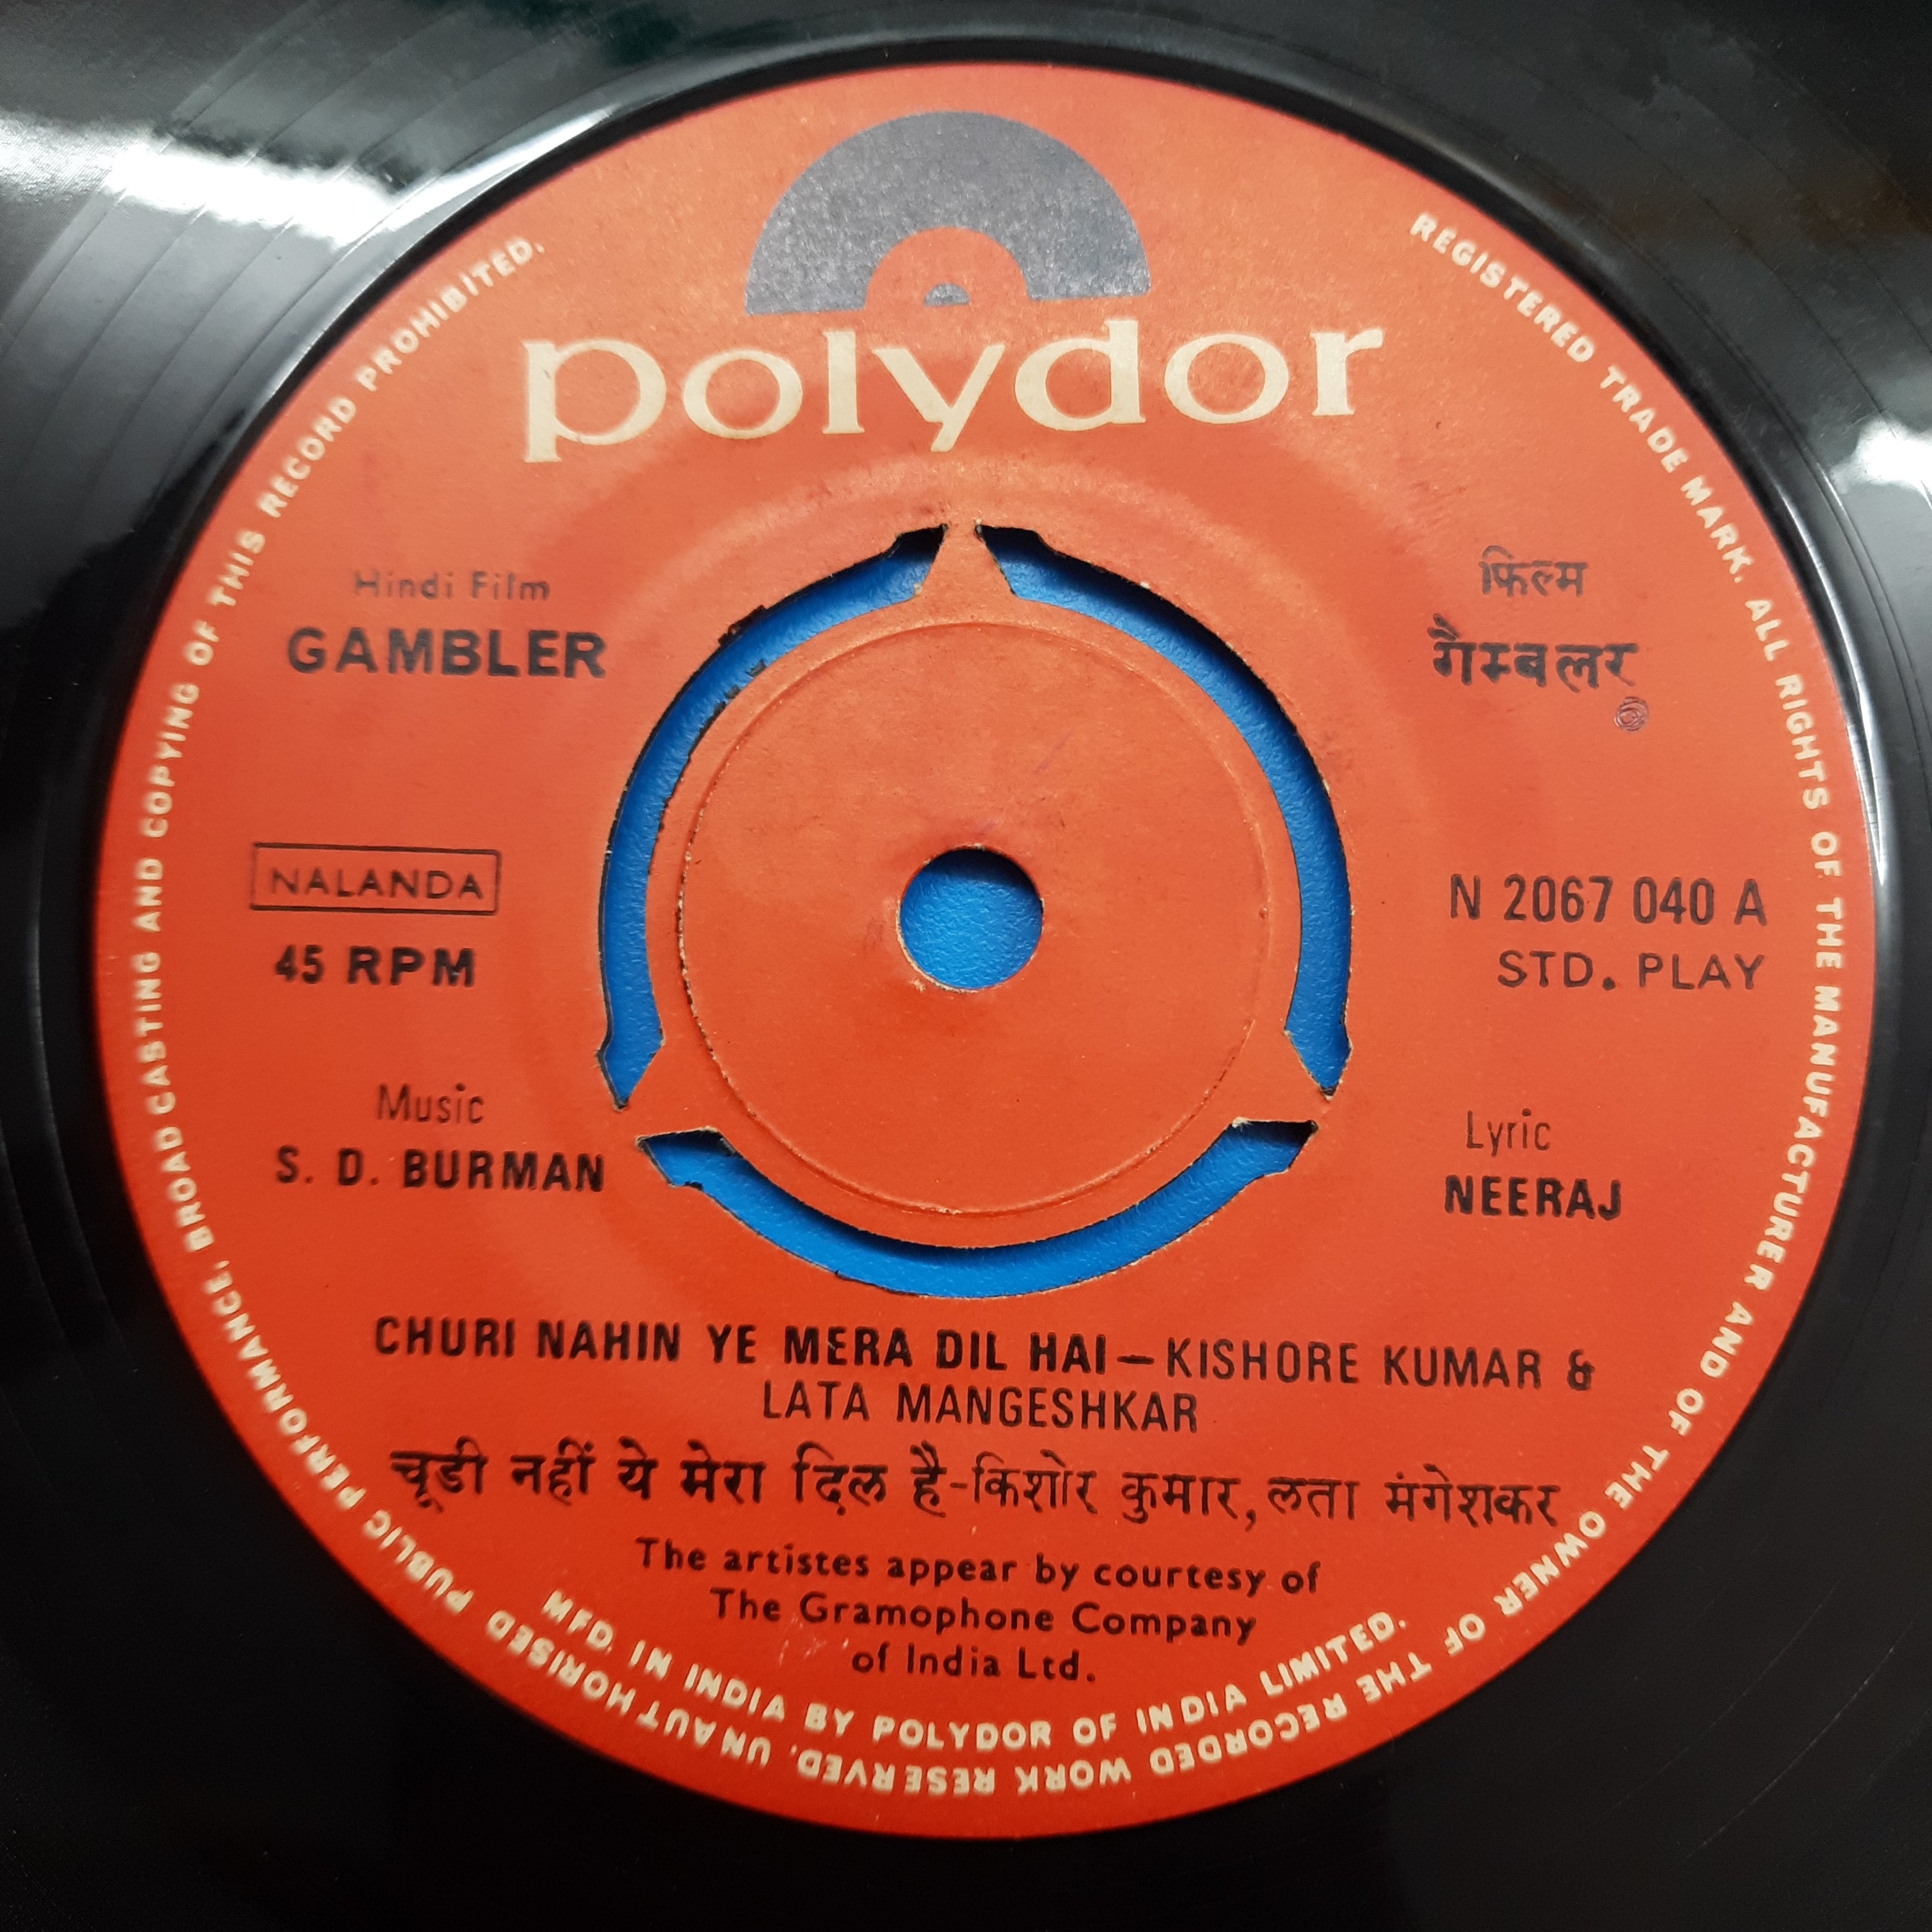 polydor
REGISTERED TRADE MARK. ALL RIGHTS OF THE MANUFACTURER AND OF THE OWNER OF THE RECORDED WORK RESERVED. UNAUTHORISED PUBLIC PERFORMANCE, BROADCASTING AND COPYING OF THIS RECORD PROHIBITED.
Hindi Film
GAMBLER
फिल्म
गैम्बलर
NALANDA
45 RPM
N 2067 040 A
STD. PLAY
Music
S. D. BURMAN
Lyric
NEERAJ
CHURI NAHIN YE MERA DIL HAI—KISHORE KUMAR &
LATA MANGESHKAR
चूडी नहीं ये मेरा दिल है-किशोर कुमार, लता मंगेशकर
The artistes appear by courtesy of
The Gramophone Company
of India Ltd.
MFD. IN INDIA BY POLYDOR OF INDIA LIMITED.